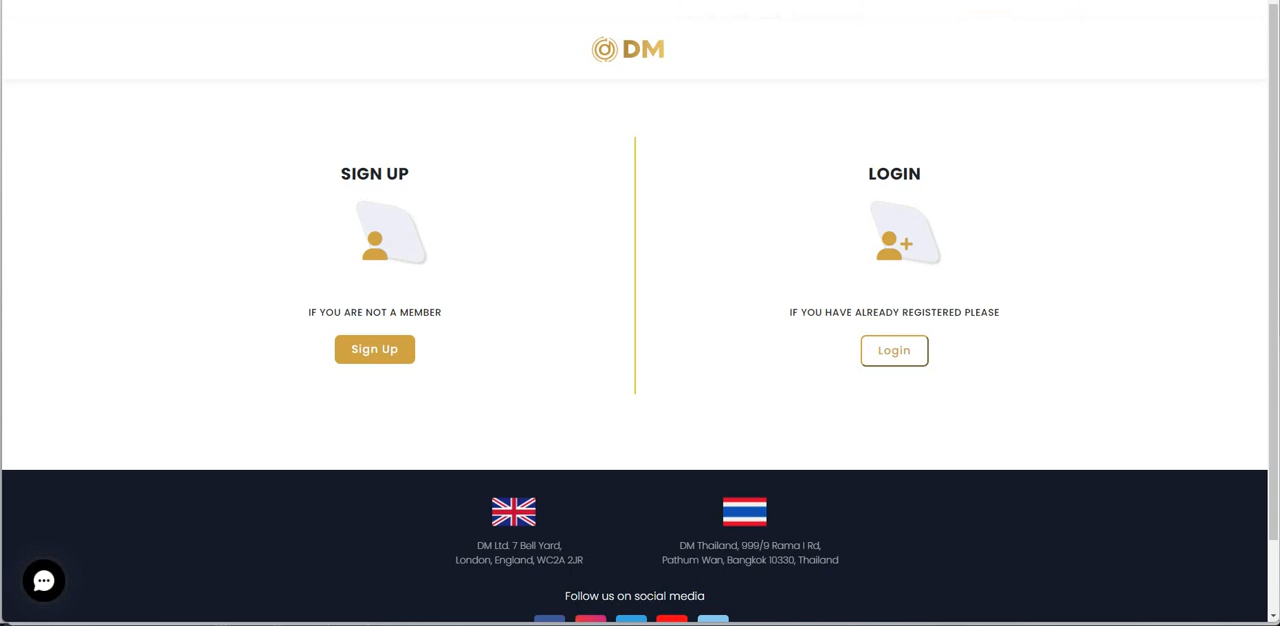 DM
SIGN UP
IF YOU ARE NOT A MEMBER
Sign Up
LOGIN
IF YOU HAVE ALREADY REGISTERED PLEASE
Login
DM Ltd. 7 Bell Yard,
London, England, WC2A 2JR
DM Thailand, 999/9 Rama I Rd,
Pathum Wan, Bangkok 10330, Thailand
Follow us on social media